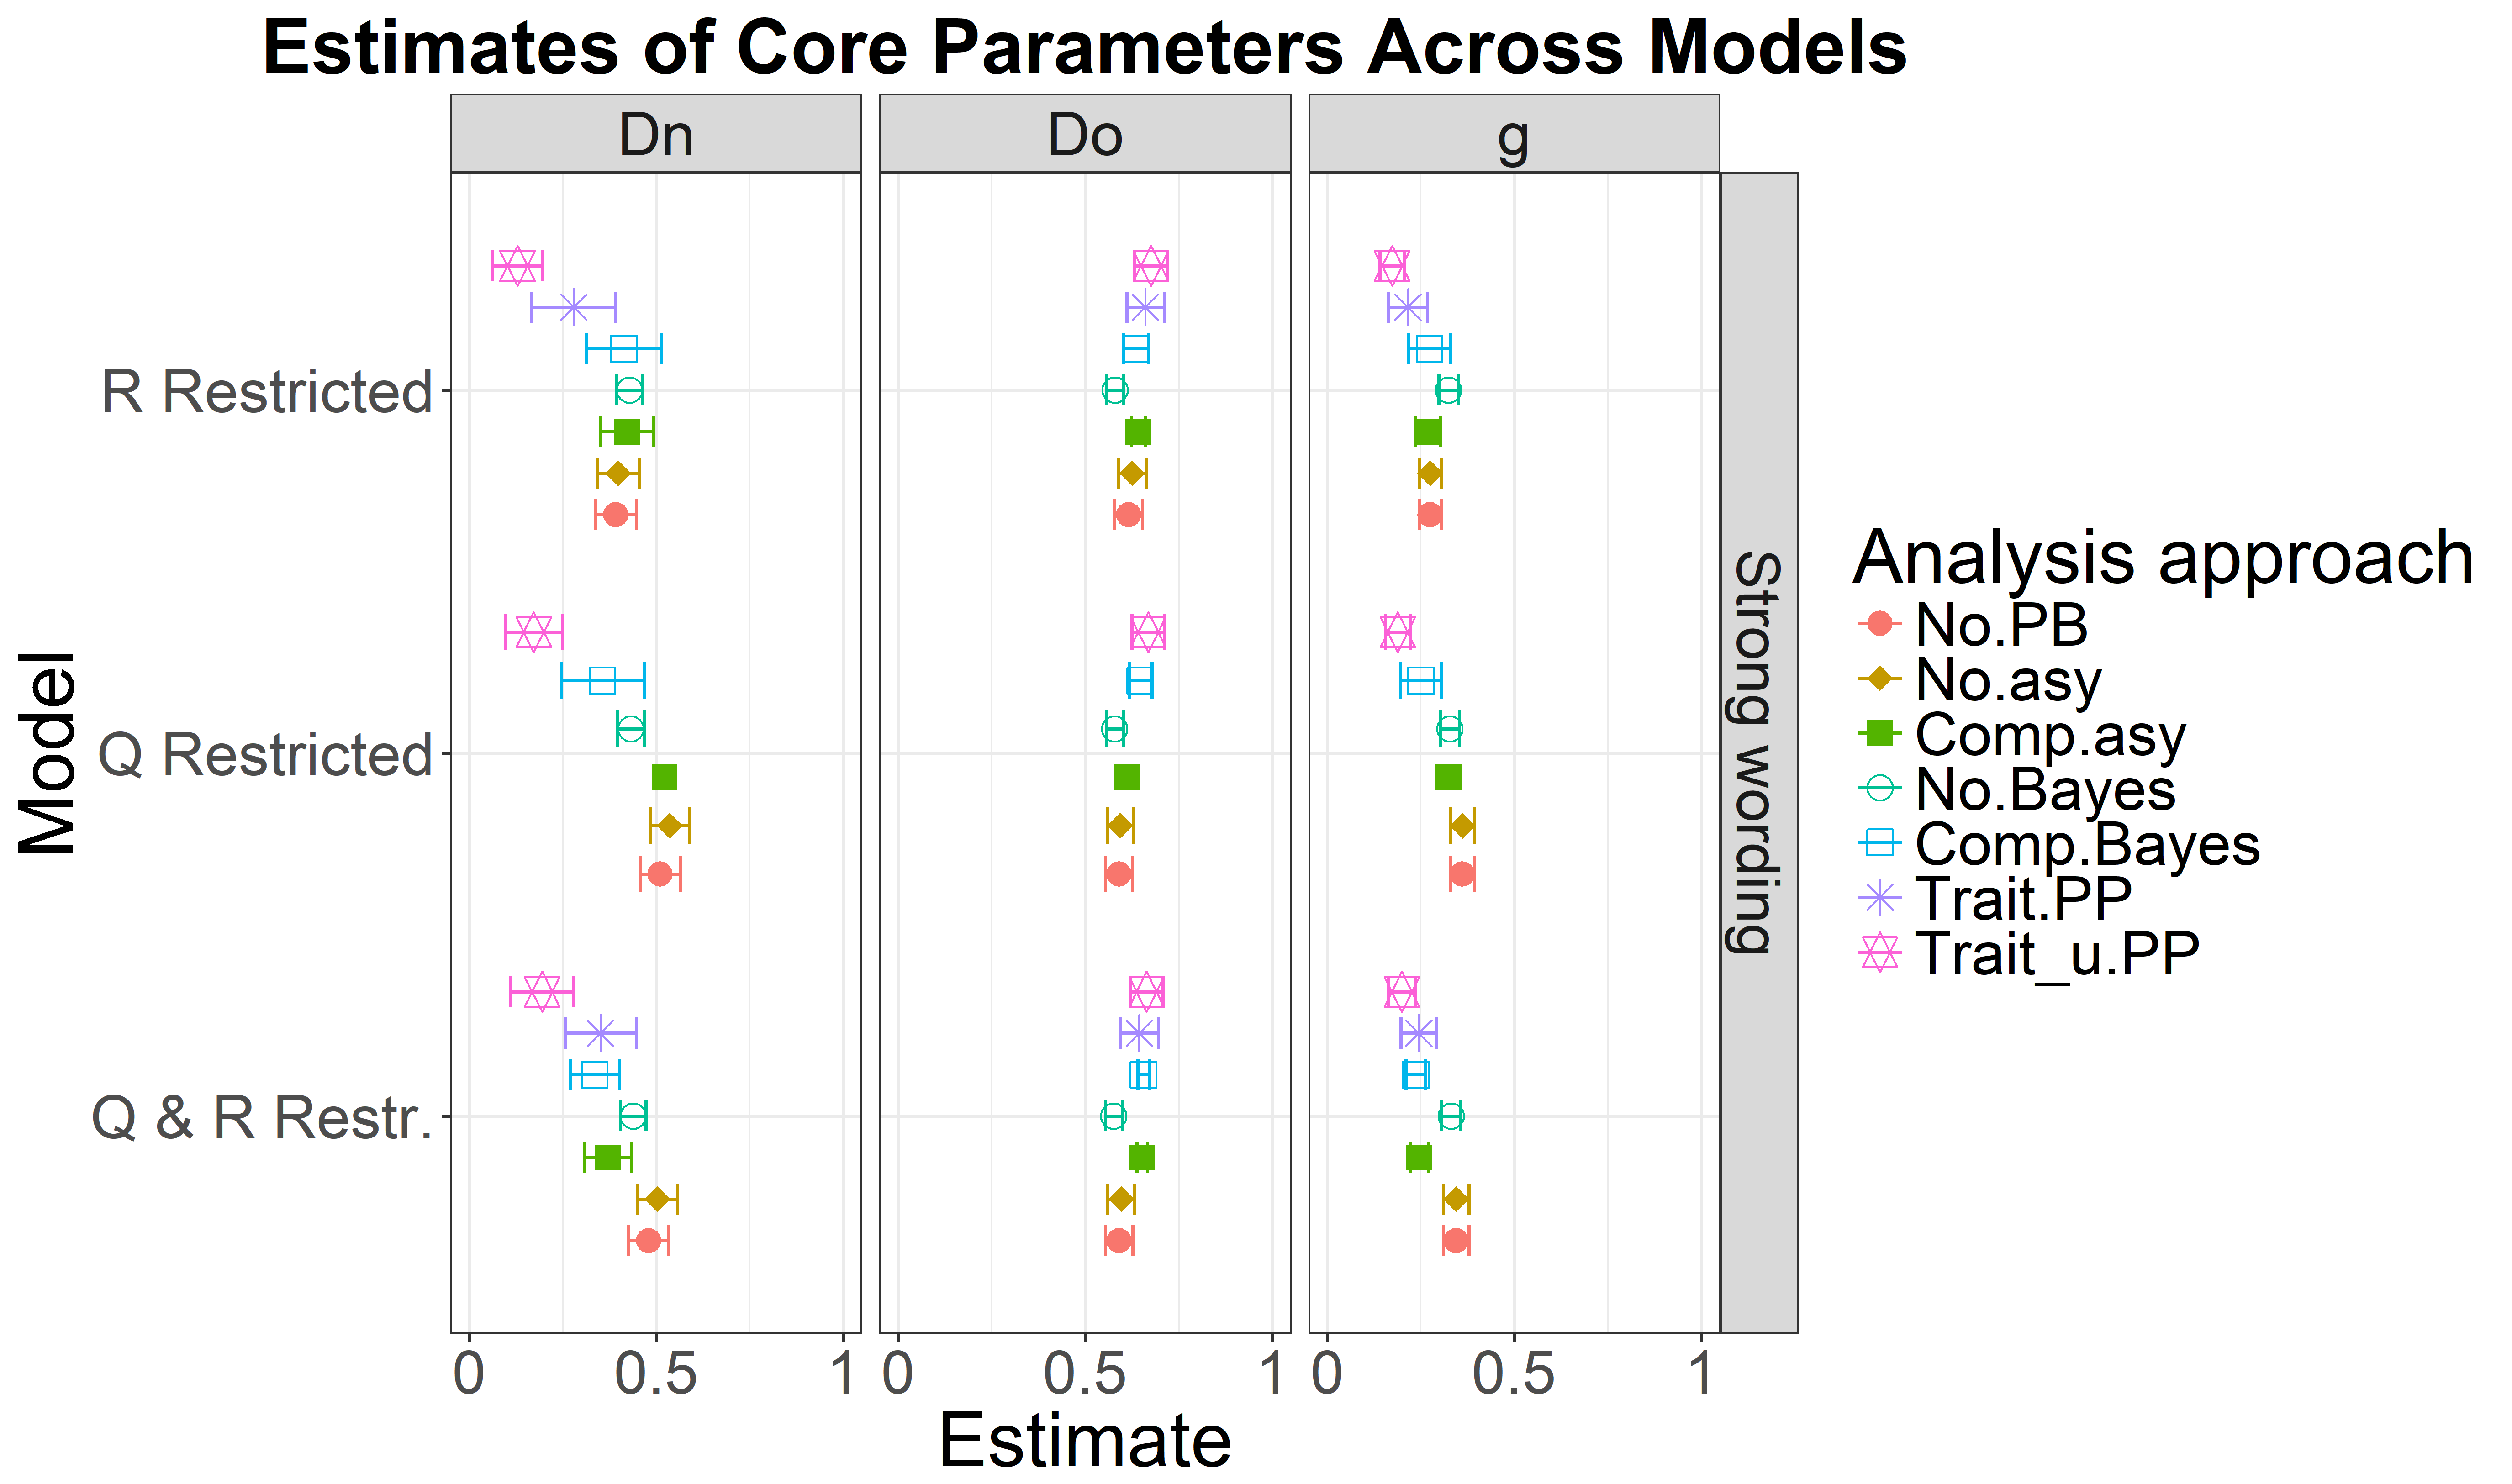 Estimates of Core Parameters Across Models
Dn
Do
g
R Restricted
Q Restricted
Q & R Restr.
Model
Strong wording
0
0.5
1
0
0.5
1
0
0.5
1
Estimate
Analysis approach
No.PB
No.asy
Comp.asy
No.Bayes
Comp.Bayes
Trait.PP
Trait_u.PP